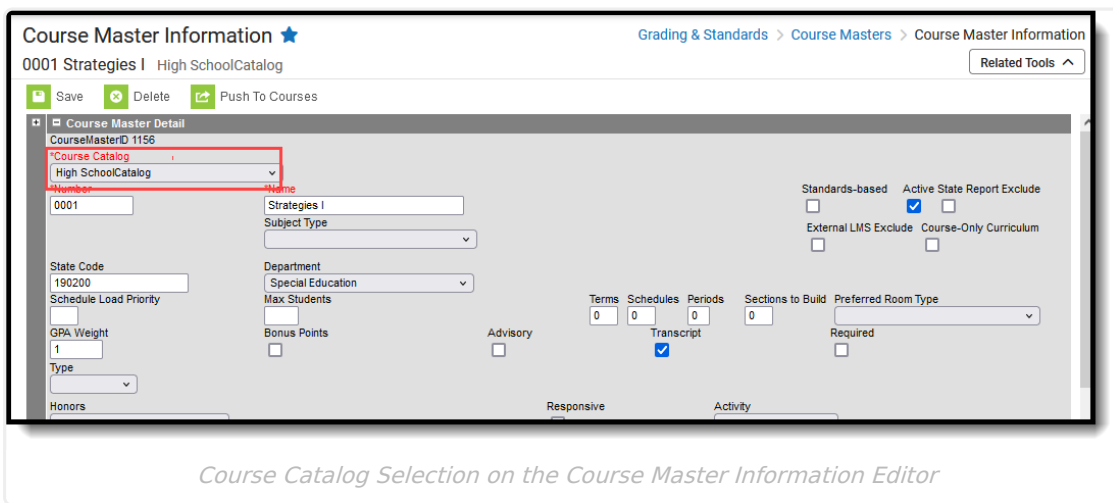 Course Master Information
Grading & Standards > Course Masters > Course Master Information
0001 Strategies I High SchoolCatalog
Related Tools
Save Delete Push To Courses
Course Master Detail
CourseMasterID 1156
*Course Catalog
High SchoolCatalog
*Number *Name Standards-based Active State Report Exclude
0001 Strategies I
Subject Type External LMS Exclude Course-Only Curriculum
State Code Department
190200 Special Education
Schedule Load Priority Max Students Terms Schedules Periods Sections to Build Preferred Room Type
0 0 0 0
GPA Weight Bonus Points Advisory Transcript Required
1
Type
Honors Responsive Activity
Course Catalog Selection on the Course Master Information Editor